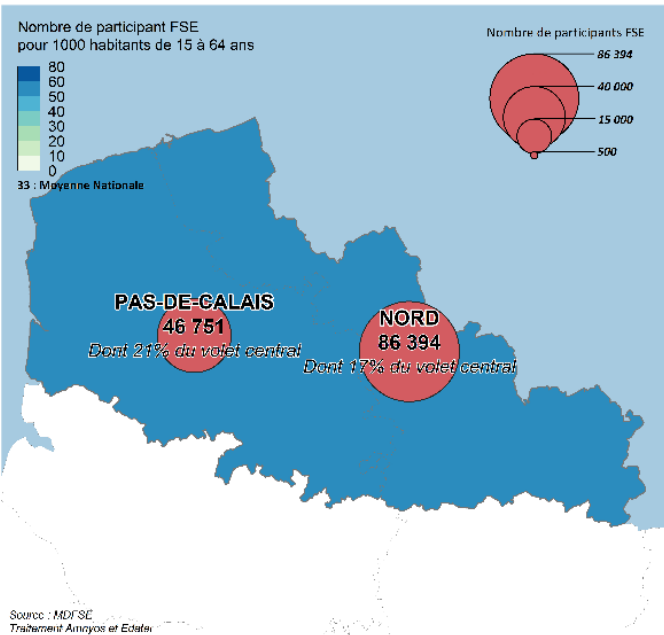 Nombre de participant FSE
pour 1000 habitants de 15 à 64 ans
80
60
50
40
30
20
10
0
33 : Moyenne Nationale
Nombre de participants FSE
86 394
40 000
15 000
500
PAS-DE-CALAIS
46 751
Dont 21% du volet central
NORD
86 394
Dont 17% du volet central
Source : MDFSE
Traitement Amnyos et Edater